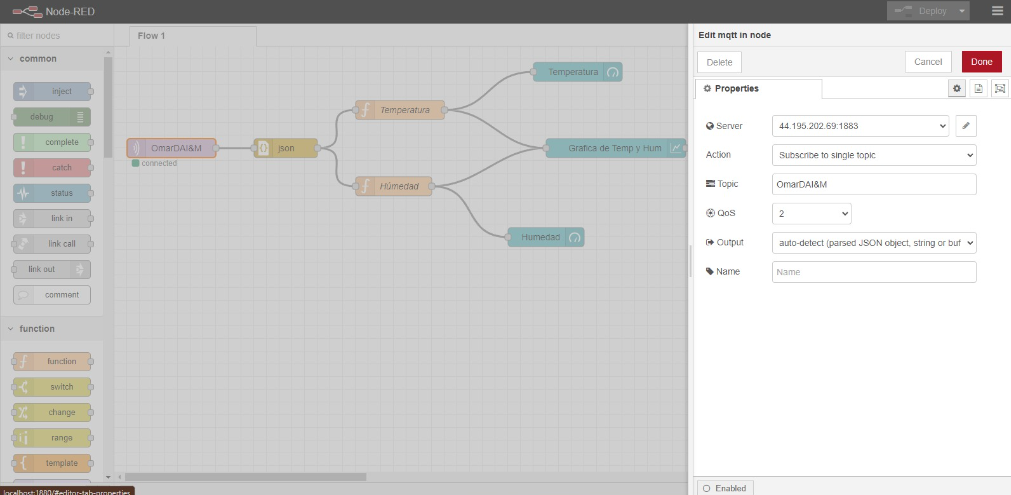 Node-RED
Deploy
filter nodes
Flow 1
common
inject
debug
complete
catch
status
link in
link call
link out
comment
function
function
switch
change
range
template
OmarDAI&M
connected
json
Temperatura
Húmedad
Temperatura
Grafica de Temp y Hum
Humedad
Edit mqtt in node
Delete
Cancel
Done
Properties
Server
44.195.202.69:1883
Action
Subscribe to single topic
Topic
OmarDAI&M
QoS
2
Output
auto-detect (parsed JSON object, string or buf
Name
Name
Enabled
localhost:1880/#editor-tab-properties